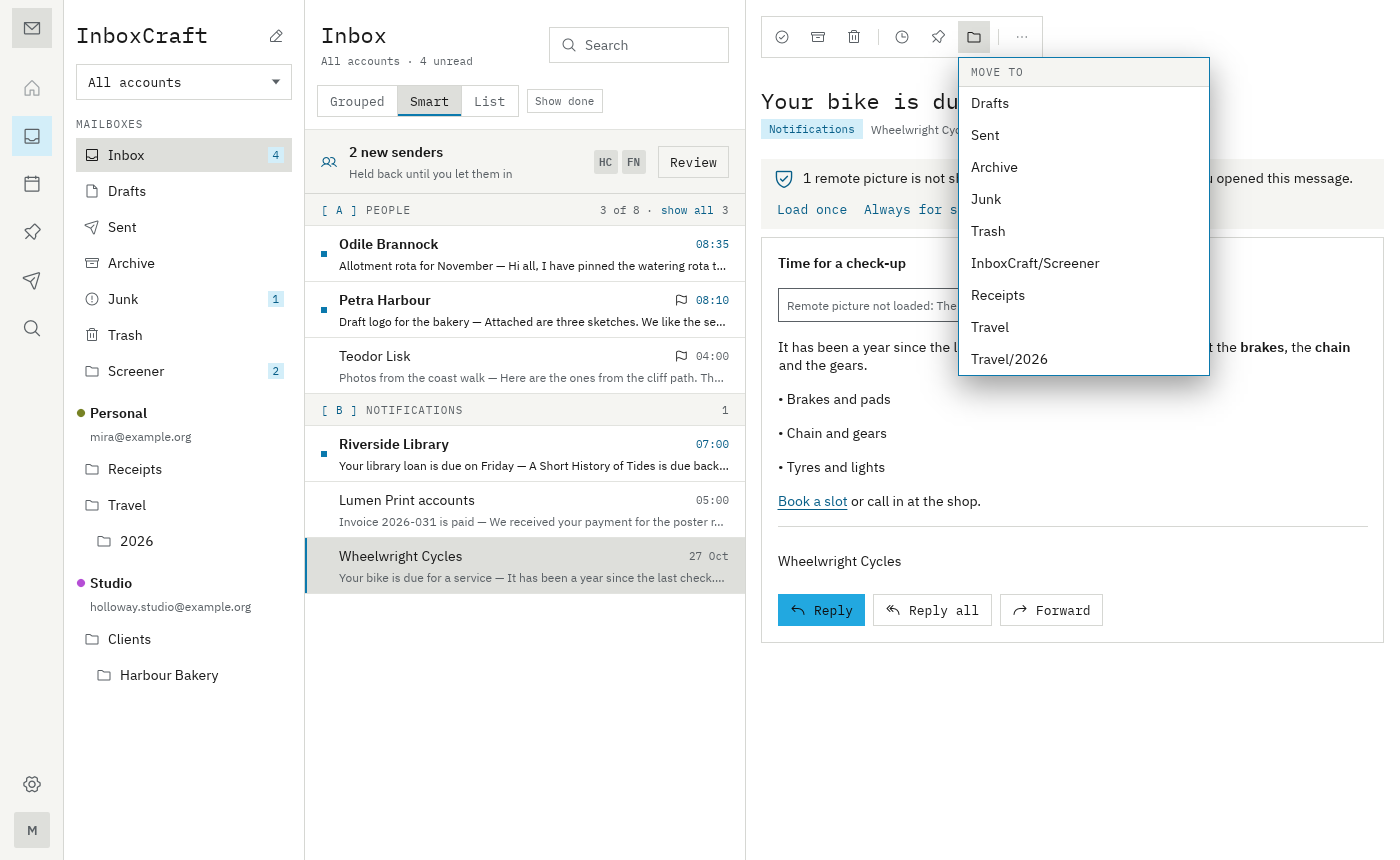 InboxCraft
All accounts
MAILBOXES
Inbox 4
Drafts
Sent
Archive
Junk 1
Trash
Screener 2
Personal
mira@example.org
Receipts
Travel
2026
Studio
holloway.studio@example.org
Clients
Harbour Bakery
M
Inbox
All accounts · 4 unread
Search
Grouped Smart List Show done
2 new senders
Held back until you let them in
HC FN Review
[ A ] PEOPLE 3 of 8 · show all 3
Odile Brannock 08:35
Allotment rota for November — Hi all, I have pinned the watering rota t…
Petra Harbour 08:10
Draft logo for the bakery — Attached are three sketches. We like the se…
Teodor Lisk 04:00
Photos from the coast walk — Here are the ones from the cliff path. Th…
[ B ] NOTIFICATIONS 1
Riverside Library 07:00
Your library loan is due on Friday — A Short History of Tides is due back…
Lumen Print accounts 05:00
Invoice 2026-031 is paid — We received your payment for the poster r…
Wheelwright Cycles 27 Oct
Your bike is due for a service — It has been a year since the last check.…
MOVE TO
Drafts
Sent
Archive
Junk
Trash
InboxCraft/Screener
Receipts
Travel
Travel/2026
Your bike is du
Notifications Wheelwright Cyc
1 remote picture is not s opened this message.
Load once Always for s
Time for a check-up
Remote picture not loaded: The
It has been a year since the the brakes, the chain
and the gears.
• Brakes and pads
• Chain and gears
• Tyres and lights
Book a slot or call in at the shop.
Wheelwright Cycles
Reply Reply all Forward